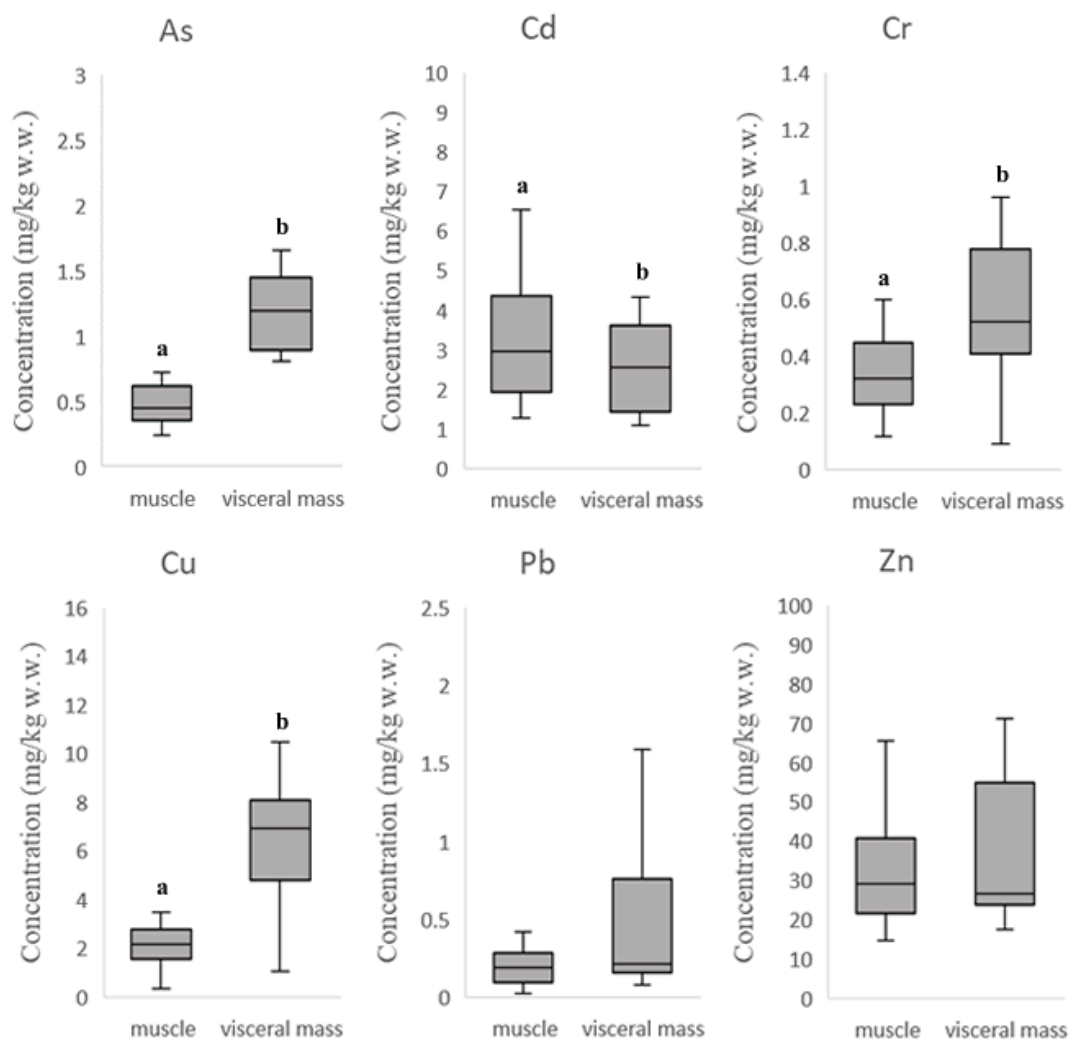 As
Concentration (mg/kg w.w.)
3
2.5
2
1.5
1
0.5
0
a
b
muscle
visceral mass
Cd
Concentration (mg/kg w.w.)
10
9
8
7
6
5
4
3
2
1
0
a
b
muscle
visceral mass
Cr
Concentration (mg/kg w.w.)
1.4
1.2
1
0.8
0.6
0.4
0.2
0
a
b
muscle
visceral mass
Cu
Concentration (mg/kg w.w.)
16
14
12
10
8
6
4
2
0
a
b
muscle
visceral mass
Pb
Concentration (mg/kg w.w.)
2.5
2
1.5
1
0.5
0
muscle
visceral mass
Zn
Concentration (mg/kg w.w.)
100
90
80
70
60
50
40
30
20
10
0
muscle
visceral mass